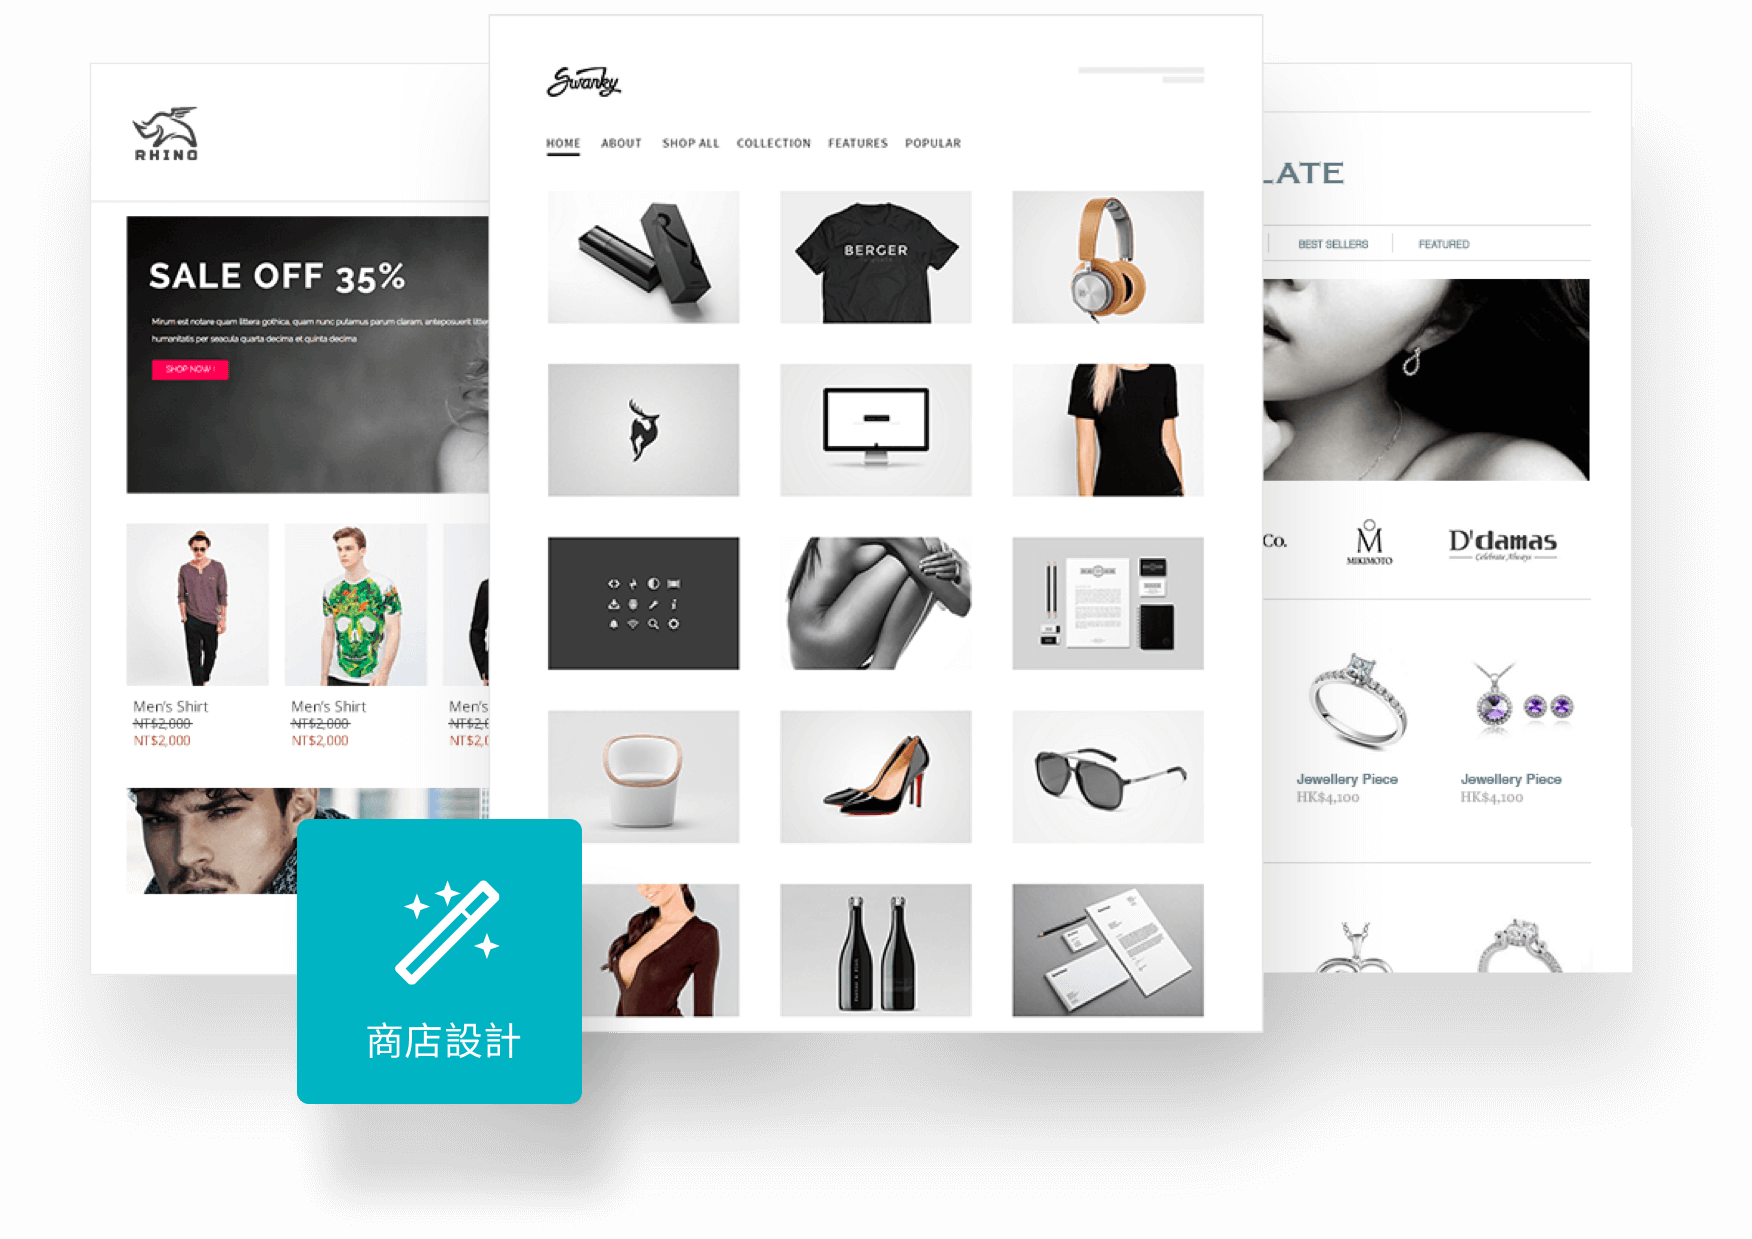 RHINO
SALE OFF 35%
Mirum est notare quam littera gothica, quam nunc putamus parum claram, anteposuerit litter
humanitatis per seacula quarta decima et quinta decima
SHOP NOW !
Men's Shirt
NT$2,000
NT$2,000
Men's Shirt
NT$2,000
NT$2,000
Men's S
NT$2,0
NT$2,0
商店設計
Swanky
HOME ABOUT SHOP ALL COLLECTION FEATURES POPULAR
BERGER
LATE
BEST SELLERS FEATURED
Co.
M
MIKIMOTO
D'damas
Celebrate Always
Jewellery Piece
HK$4,100
Jewellery Piece
HK$4,100